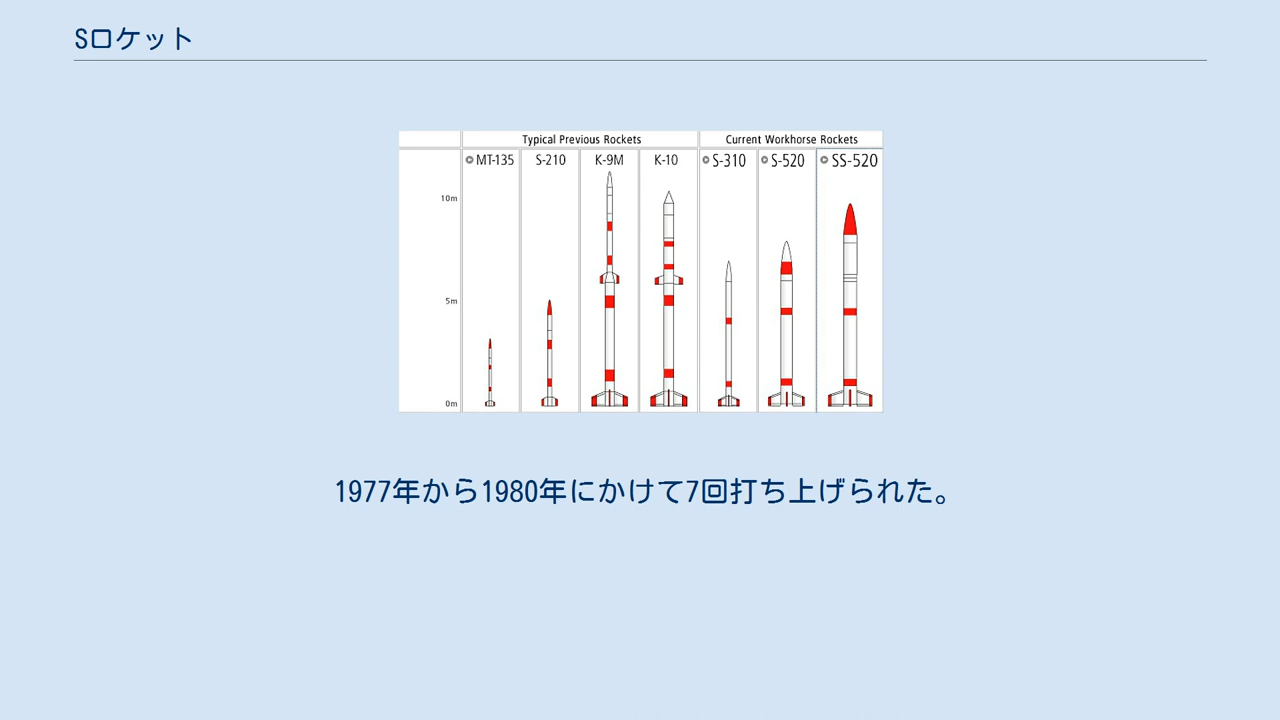 Sロケット
Typical Previous Rockets Current Workhorse Rockets
MT-135 S-210 K-9M K-10 S-310 S-520 SS-520
10m
5m
0m
1977年から1980年にかけて7回打ち上げられた。